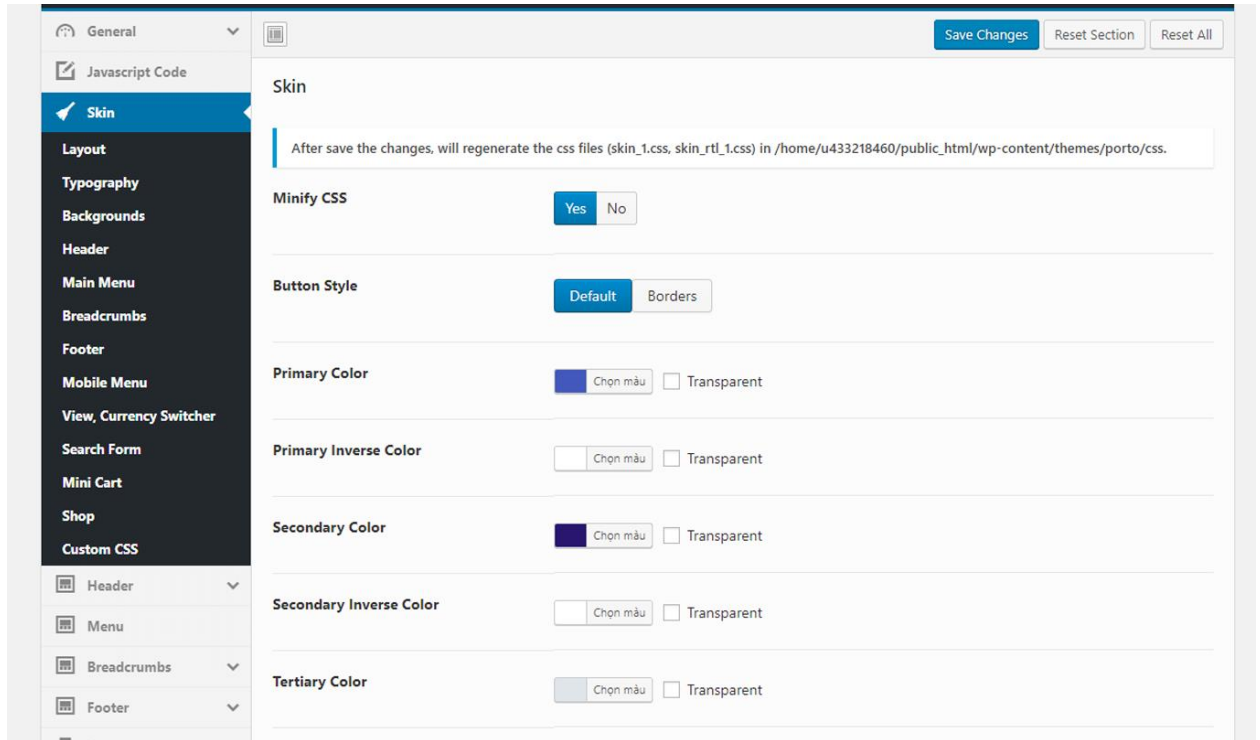 General
Javascript Code
Skin
Layout
Typography
Backgrounds
Header
Main Menu
Breadcrumbs
Footer
Mobile Menu
View, Currency Switcher
Search Form
Mini Cart
Shop
Custom CSS
Header
Menu
Breadcrumbs
Footer
Save Changes Reset Section Reset All
Skin
After save the changes, will regenerate the css files (skin_1.css, skin_rtl_1.css) in /home/u433218460/public_html/wp-content/themes/porto/css.
Minify CSS Yes No
Button Style Default Borders
Primary Color Chọn màu Transparent
Primary Inverse Color Chọn màu Transparent
Secondary Color Chọn màu Transparent
Secondary Inverse Color Chọn màu Transparent
Tertiary Color Chọn màu Transparent